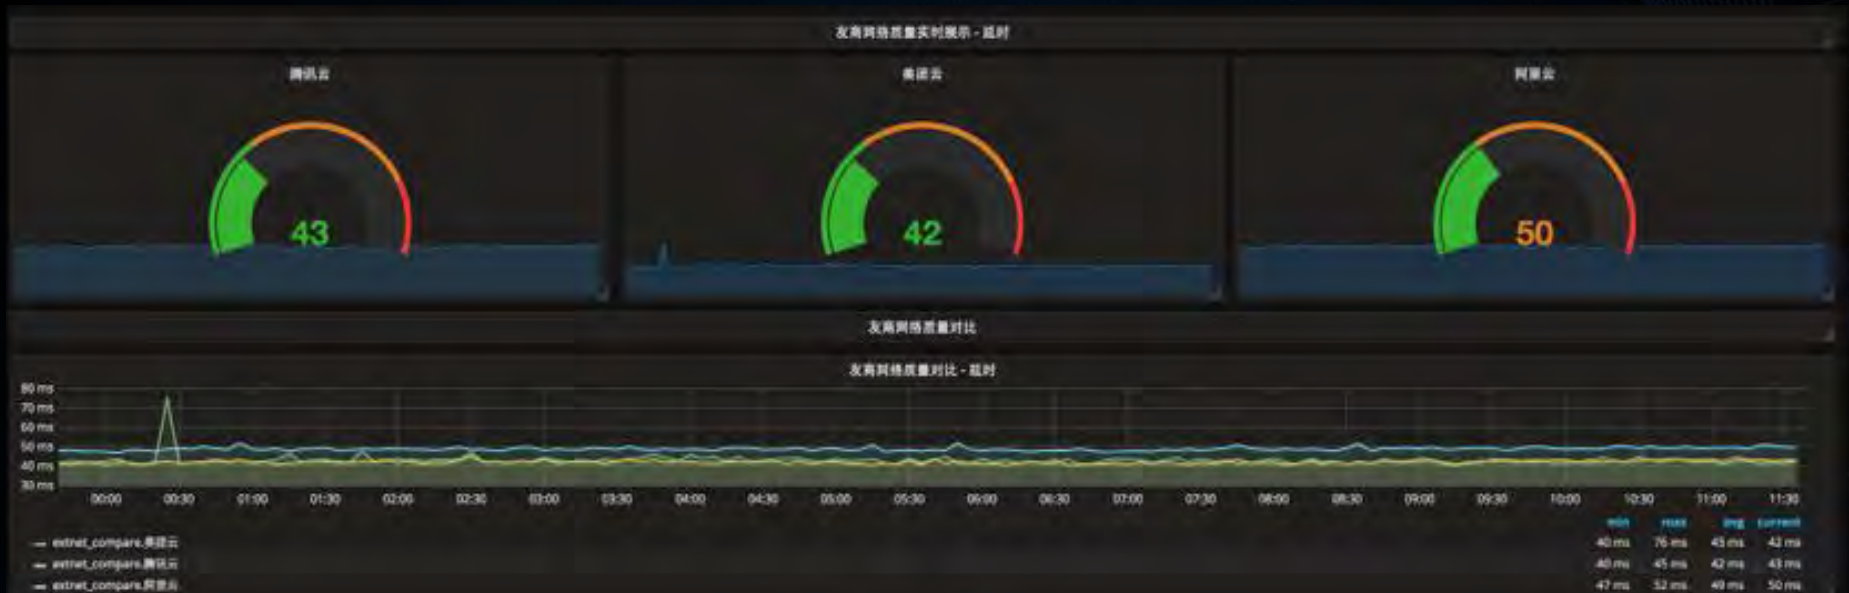 友商网络质量实时展示 - 延时
腾讯云 美团云 阿里云
43 42 50
友商网络质量对比
友商网络质量对比 - 延时
80 ms
70 ms
60 ms
50 ms
40 ms
30 ms
00:00 00:30 01:00 01:30 02:00 02:30 03:00 03:30 04:00 04:30 05:00 05:30 06:00 06:30 07:00 07:30 08:00 08:30 09:00 09:30 10:00 10:30 11:00 11:30
min max avg current
extnet_compare.美团云 40 ms 76 ms 43 ms 42 ms
extnet_compare.腾讯云 40 ms 45 ms 42 ms 43 ms
extnet_compare.阿里云 47 ms 52 ms 49 ms 50 ms